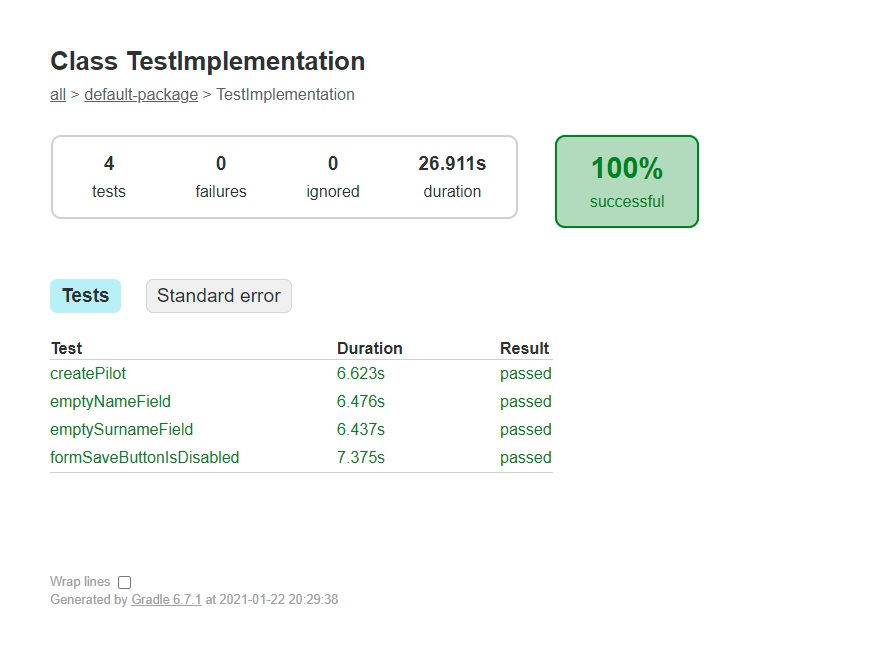 Class TestImplementation
all > default-package > TestImplementation
4 0 0 26.911s
tests failures ignored duration
100%
successful
Tests Standard error
Test Duration Result
createPilot 6.623s passed
emptyNameField 6.476s passed
emptySurnameField 6.437s passed
formSaveButtonIsDisabled 7.375s passed
Wrap lines
Generated by Gradle 6.7.1 at 2021-01-22 20:29:38